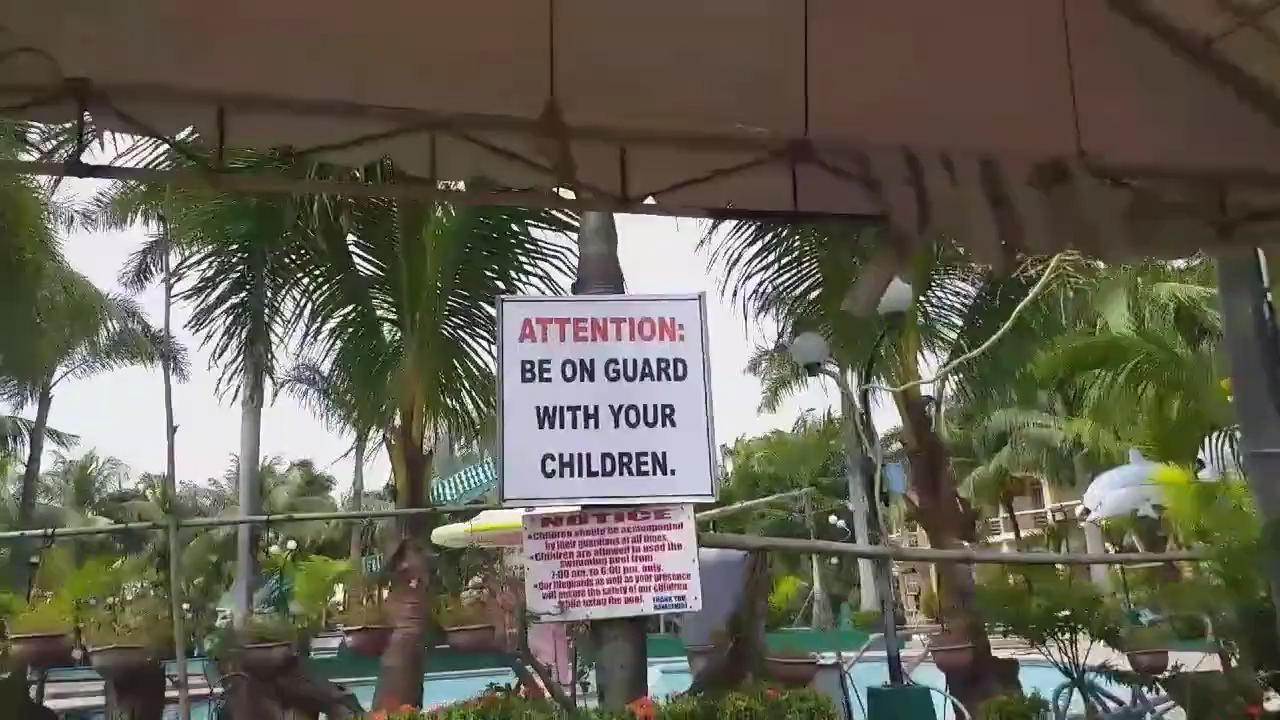 ATTENTION:
BE ON GUARD
WITH YOUR
CHILDREN.
NOTICE
•Children should be accompanied
by their guardians at all times.
•Children are allowed to used the
swimming pool from
7:00 am. to 6:00 pm. only.
•Our lifeguards as well as your presence
will ensure the safety of our children
while using the pool.
THANK YOU